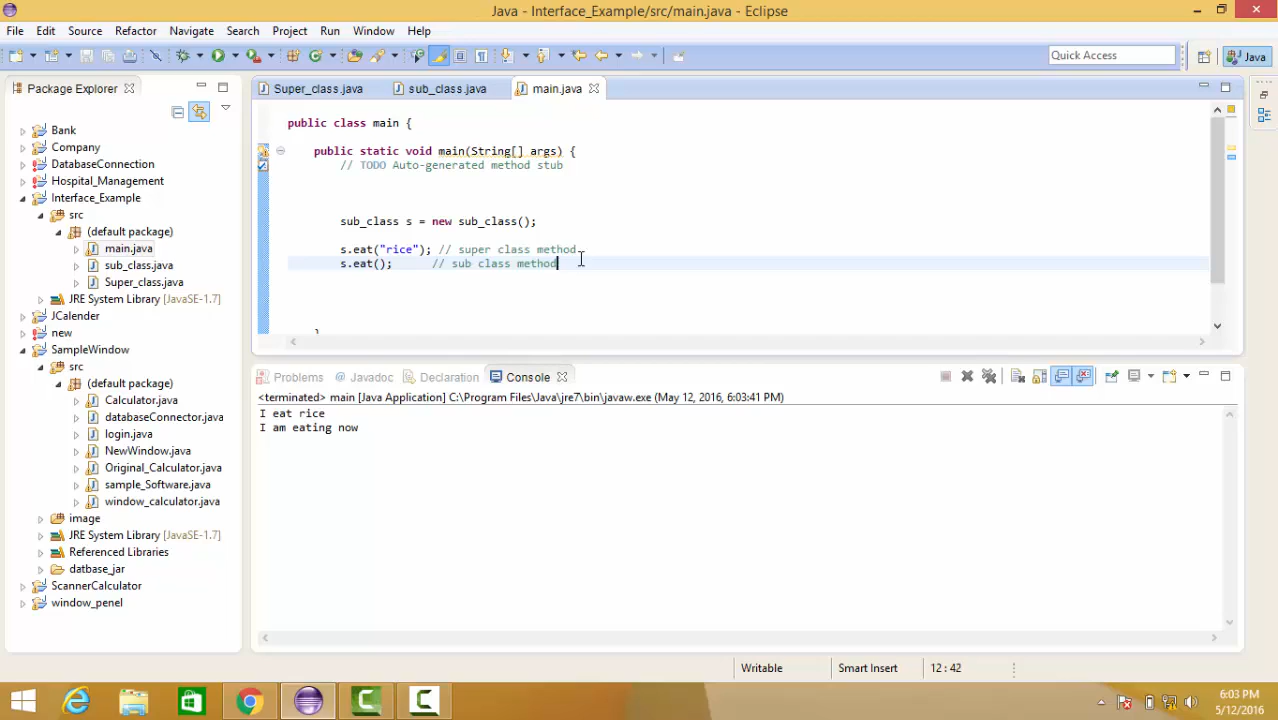 Java - Interface_Example/src/main.java - Eclipse
File Edit Source Refactor Navigate Search Project Run Window Help
Quick Access
Java
Package Explorer
Super_class.java
sub_class.java
main.java
Bank
Company
DatabaseConnection
Hospital_Management
Interface_Example
src
(default package)
main.java
sub_class.java
Super_class.java
JRE System Library [JavaSE-1.7]
JCalender
new
SampleWindow
src
(default package)
Calculator.java
databaseConnector.java
login.java
NewWindow.java
Original_Calculator.java
sample_Software.java
window_calculator.java
image
JRE System Library [JavaSE-1.7]
Referenced Libraries
datbase_jar
ScannerCalculator
window_penel
public class main {
public static void main(String[] args) {
// TODO Auto-generated method stub
sub_class s = new sub_class();
s.eat("rice"); // super class method
s.eat(); // sub class method
}
Problems
Javadoc
Declaration
Console
<terminated> main [Java Application] C:\Program Files\Java\jre7\bin\javaw.exe (May 12, 2016, 6:03:41 PM)
I eat rice
I am eating now
Writable
Smart Insert
12 : 42
6:03 PM
5/12/2016